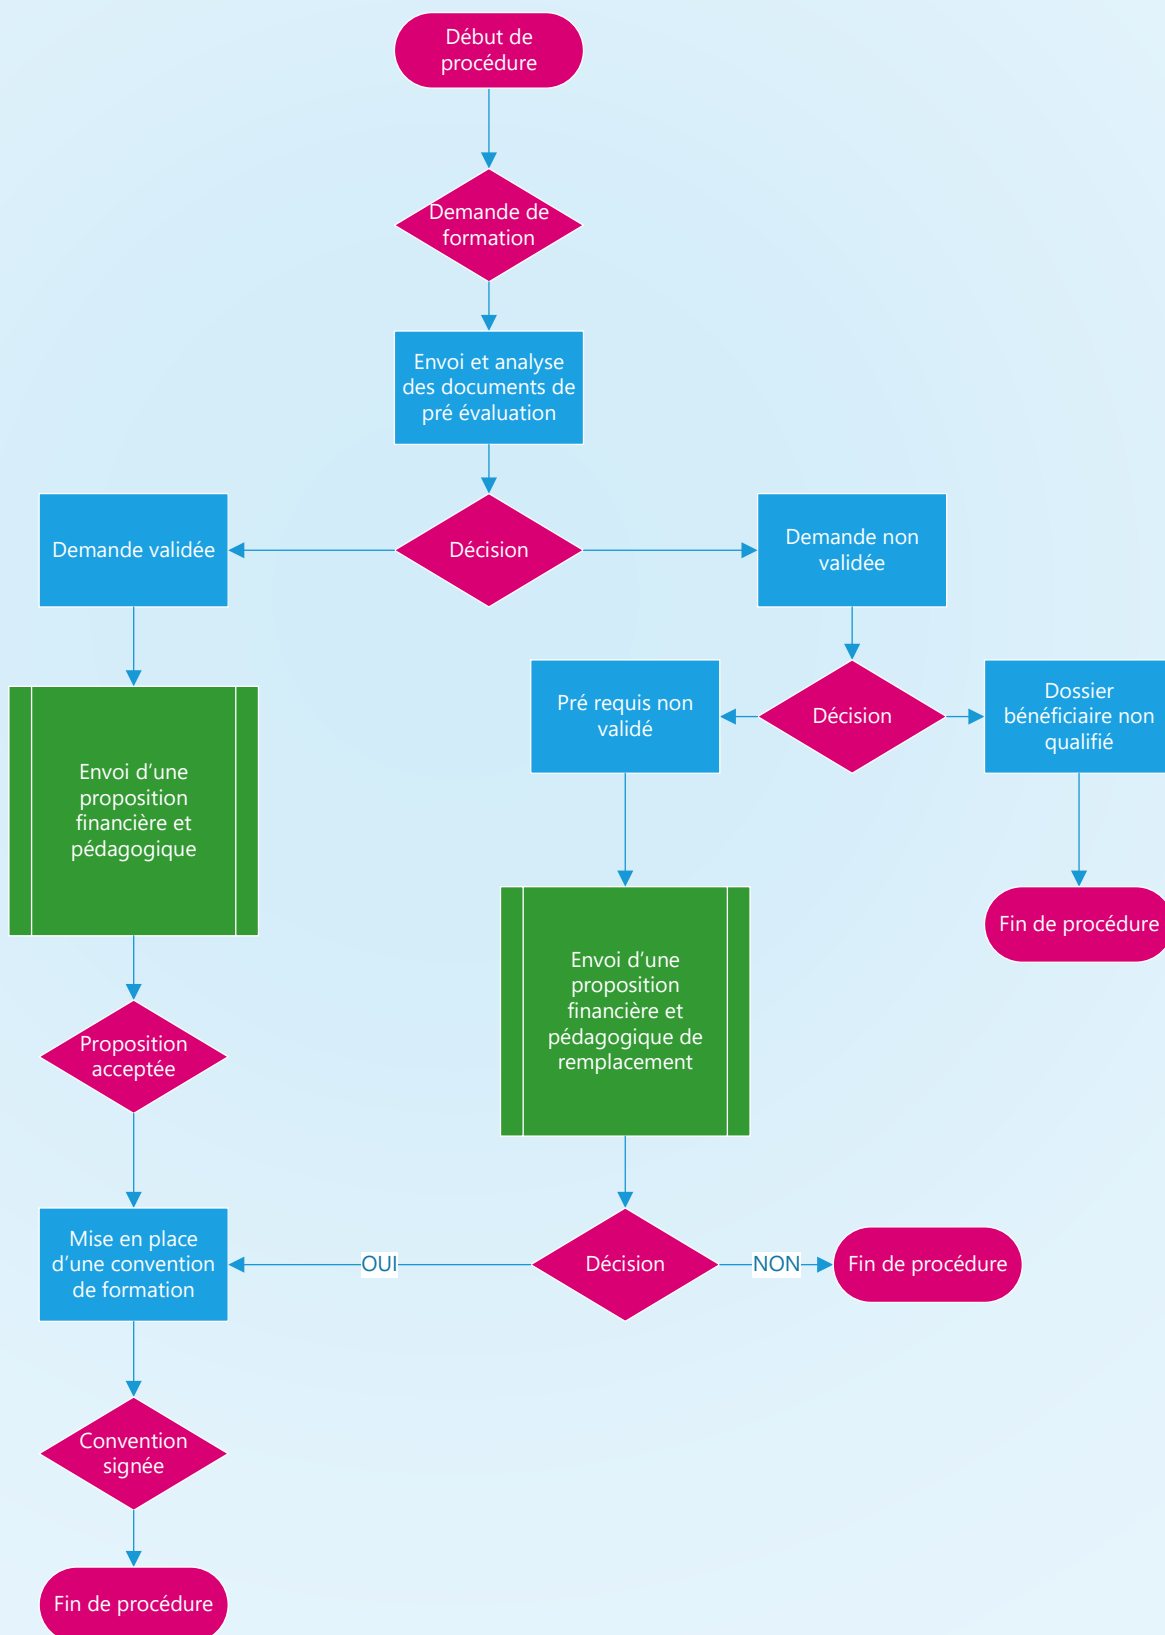 Début de
procédure
Demande de
formation
Envoi et analyse
des documents de
pré évaluation
Demande validée
Décision
Demande non
validée
Pré requis non
validé
Décision
Dossier
bénéficiaire non
qualifié
Envoi d’une
proposition
financière et
pédagogique
Fin de procédure
Envoi d’une
proposition
financière et
pédagogique de
remplacement
Proposition
acceptée
Mise en place
d’une convention
de formation
OUI
Décision
NON
Fin de procédure
Convention
signée
Fin de procédure